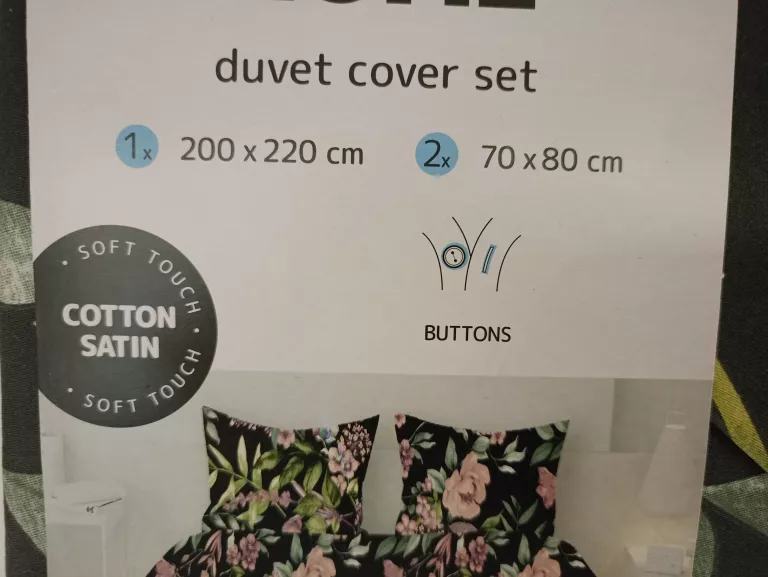 duvet cover set
1x 200 x 220 cm
2x 70 x 80 cm
BUTTONS
• SOFT TOUCH •
COTTON
SATIN
• SOFT TOUCH